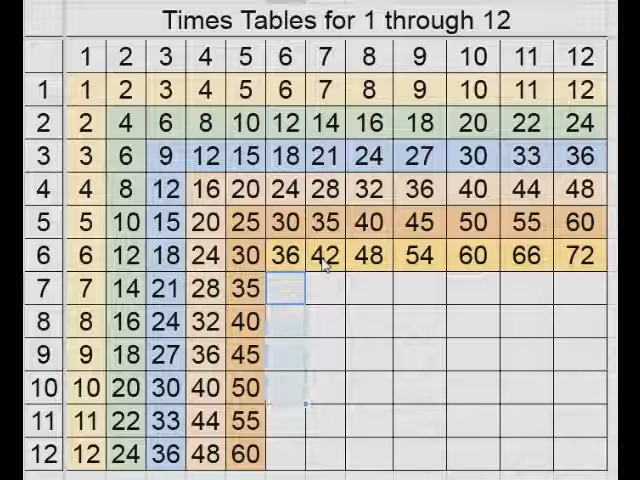 Times Tables for 1 through 12
1 2 3 4 5 6 7 8 9 10 11 12
1 1 2 3 4 5 6 7 8 9 10 11 12
2 2 4 6 8 10 12 14 16 18 20 22 24
3 3 6 9 12 15 18 21 24 27 30 33 36
4 4 8 12 16 20 24 28 32 36 40 44 48
5 5 10 15 20 25 30 35 40 45 50 55 60
6 6 12 18 24 30 36 42 48 54 60 66 72
7 7 14 21 28 35
8 8 16 24 32 40
9 9 18 27 36 45
10 10 20 30 40 50
11 11 22 33 44 55
12 12 24 36 48 60